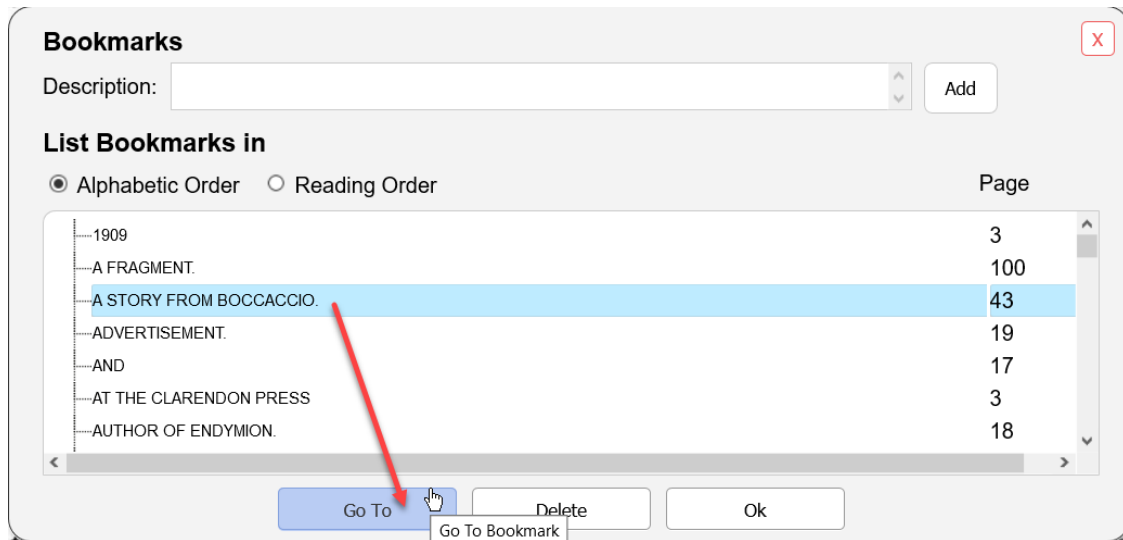 Bookmarks
X
Description:
Add
List Bookmarks in
Alphabetic Order Reading Order Page
1909 3
A FRAGMENT. 100
A STORY FROM BOCCACCIO. 43
ADVERTISEMENT. 19
AND 17
AT THE CLARENDON PRESS 3
AUTHOR OF ENDYMION. 18
Go To Delete Ok
Go To Bookmark